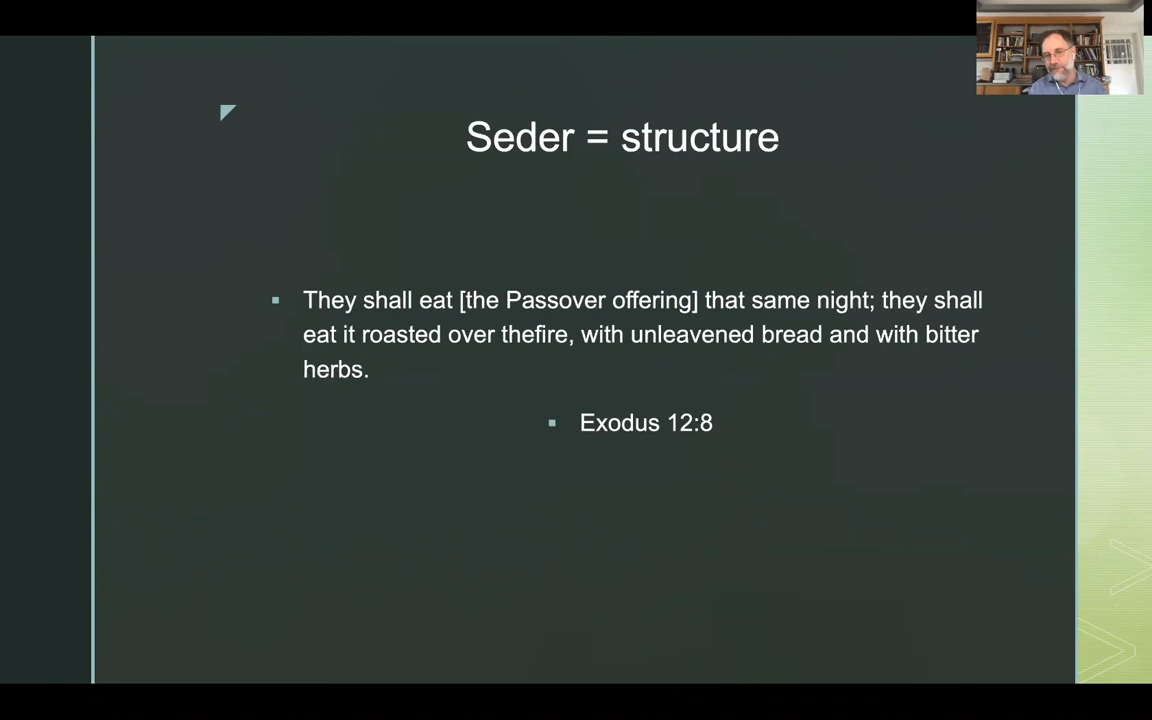 Seder = structure
They shall eat [the Passover offering] that same night; they shall
eat it roasted over thefire, with unleavened bread and with bitter
herbs.
Exodus 12:8